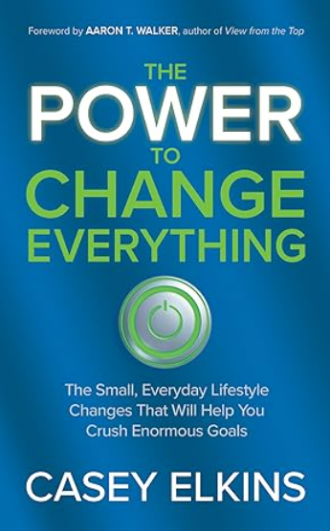 Foreword by AARON T. WALKER, author of View from the Top
THE
POWER
TO
CHANGE
EVERYTHING
The Small, Everyday Lifestyle
Changes That Will Help You
Crush Enormous Goals
CASEY ELKINS